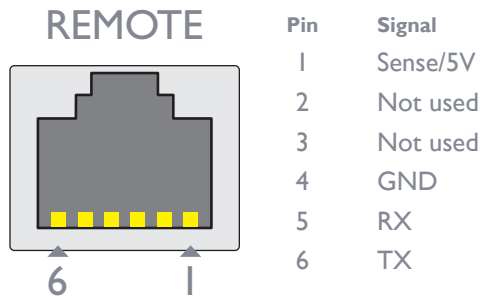 REMOTE
6 1
Pin Signal
1 Sense/5V
2 Not used
3 Not used
4 GND
5 RX
6 TX